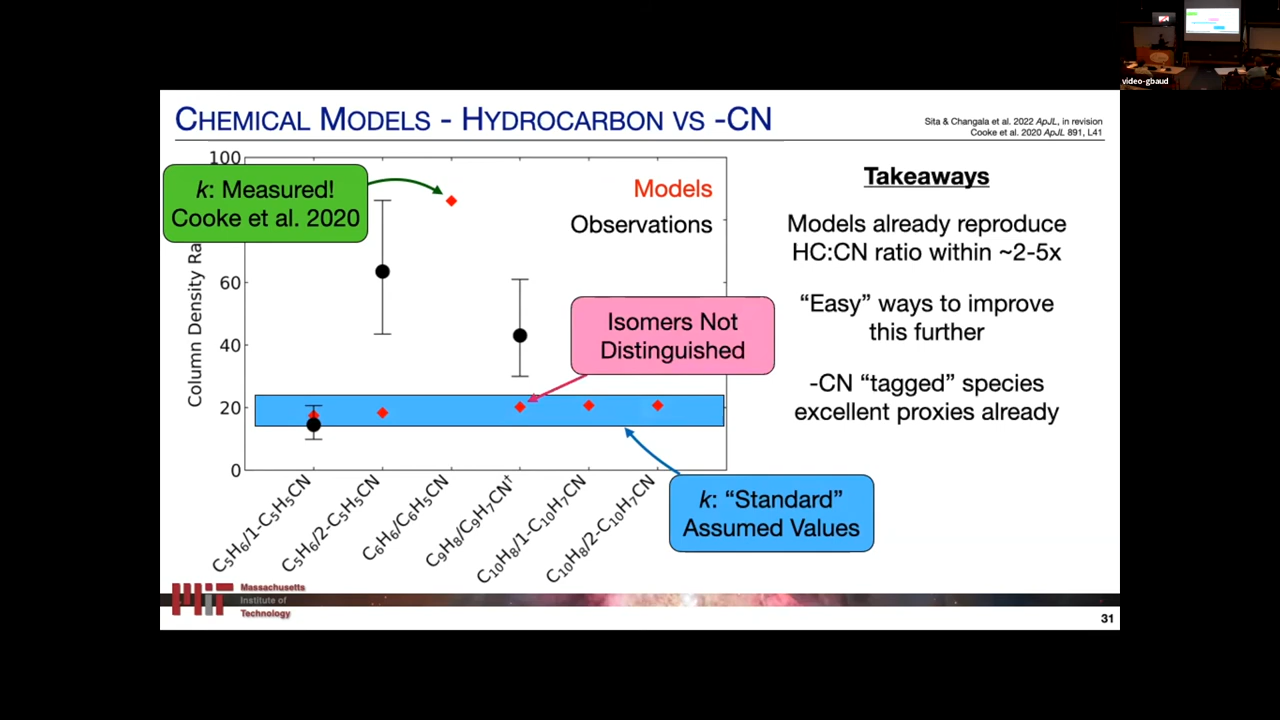 video-gbaud
CHEMICAL MODELS - HYDROCARBON VS -CN
Sita & Changala et al. 2022 ApJL, in revision
Cooke et al. 2020 ApJL 891, L41
100
60
40
20
0
Column Density Ra
k: Measured!
Cooke et al. 2020
Models
Observations
Isomers Not
Distinguished
k: "Standard"
Assumed Values
C₅H₆/1-C₅H₅CN
C₅H₆/2-C₅H₅CN
C₆H₆/C₆H₅CN
C₉H₈/C₉H₇CN†
C₁₀H₈/1-C₁₀H₇CN
C₁₀H₈/2-C₁₀H₇CN
Takeaways
Models already reproduce
HC:CN ratio within ~2-5x
“Easy” ways to improve
this further
-CN “tagged” species
excellent proxies already
Massachusetts
Institute of
Technology
31